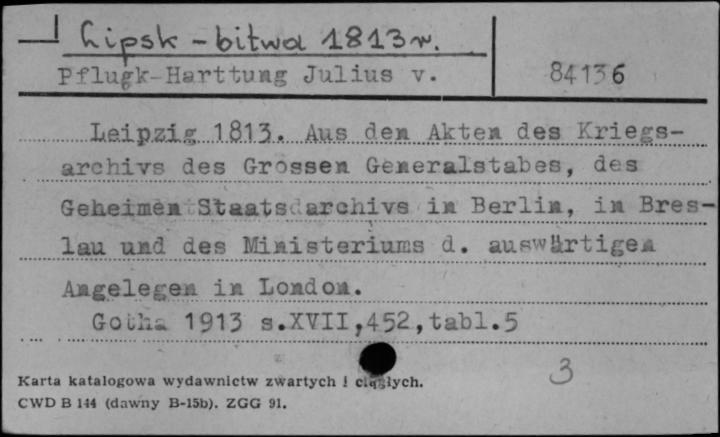 Lipsk - bitwa 1813 r.
Pflugk-Harttung Julius v. 84136
Leipzig 1813. Aus den Akten des Kriegs-
archivs des Grossen Generalstabes, des
Geheimen Staatsdarchivs in Berlin, in Bres-
lau und des Ministeriums d. auswärtigen
Angelegen in London.
Gotha 1913 s.XVII,452,tabl.5
3
Karta katalogowa wydawnictw zwartych i ciągłych.
CWD B 144 (dawny B-15b). ZGG 91.